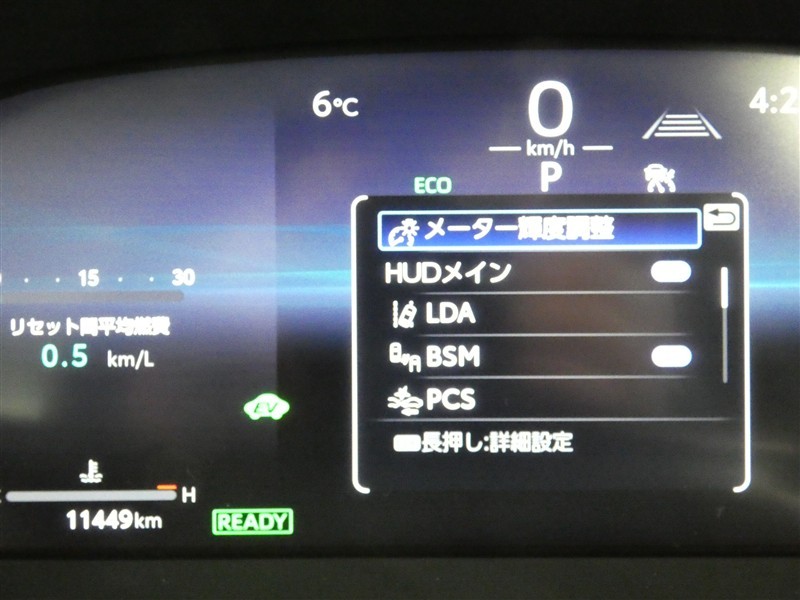 6℃
0
4:2
km/h
P
ECO
メーター輝度調整
HUDメイン
15
30
LDA
リセット間平均燃費
0.5 km/L
BSM
PCS
EV
長押し:詳細設定
H
11449km
READY